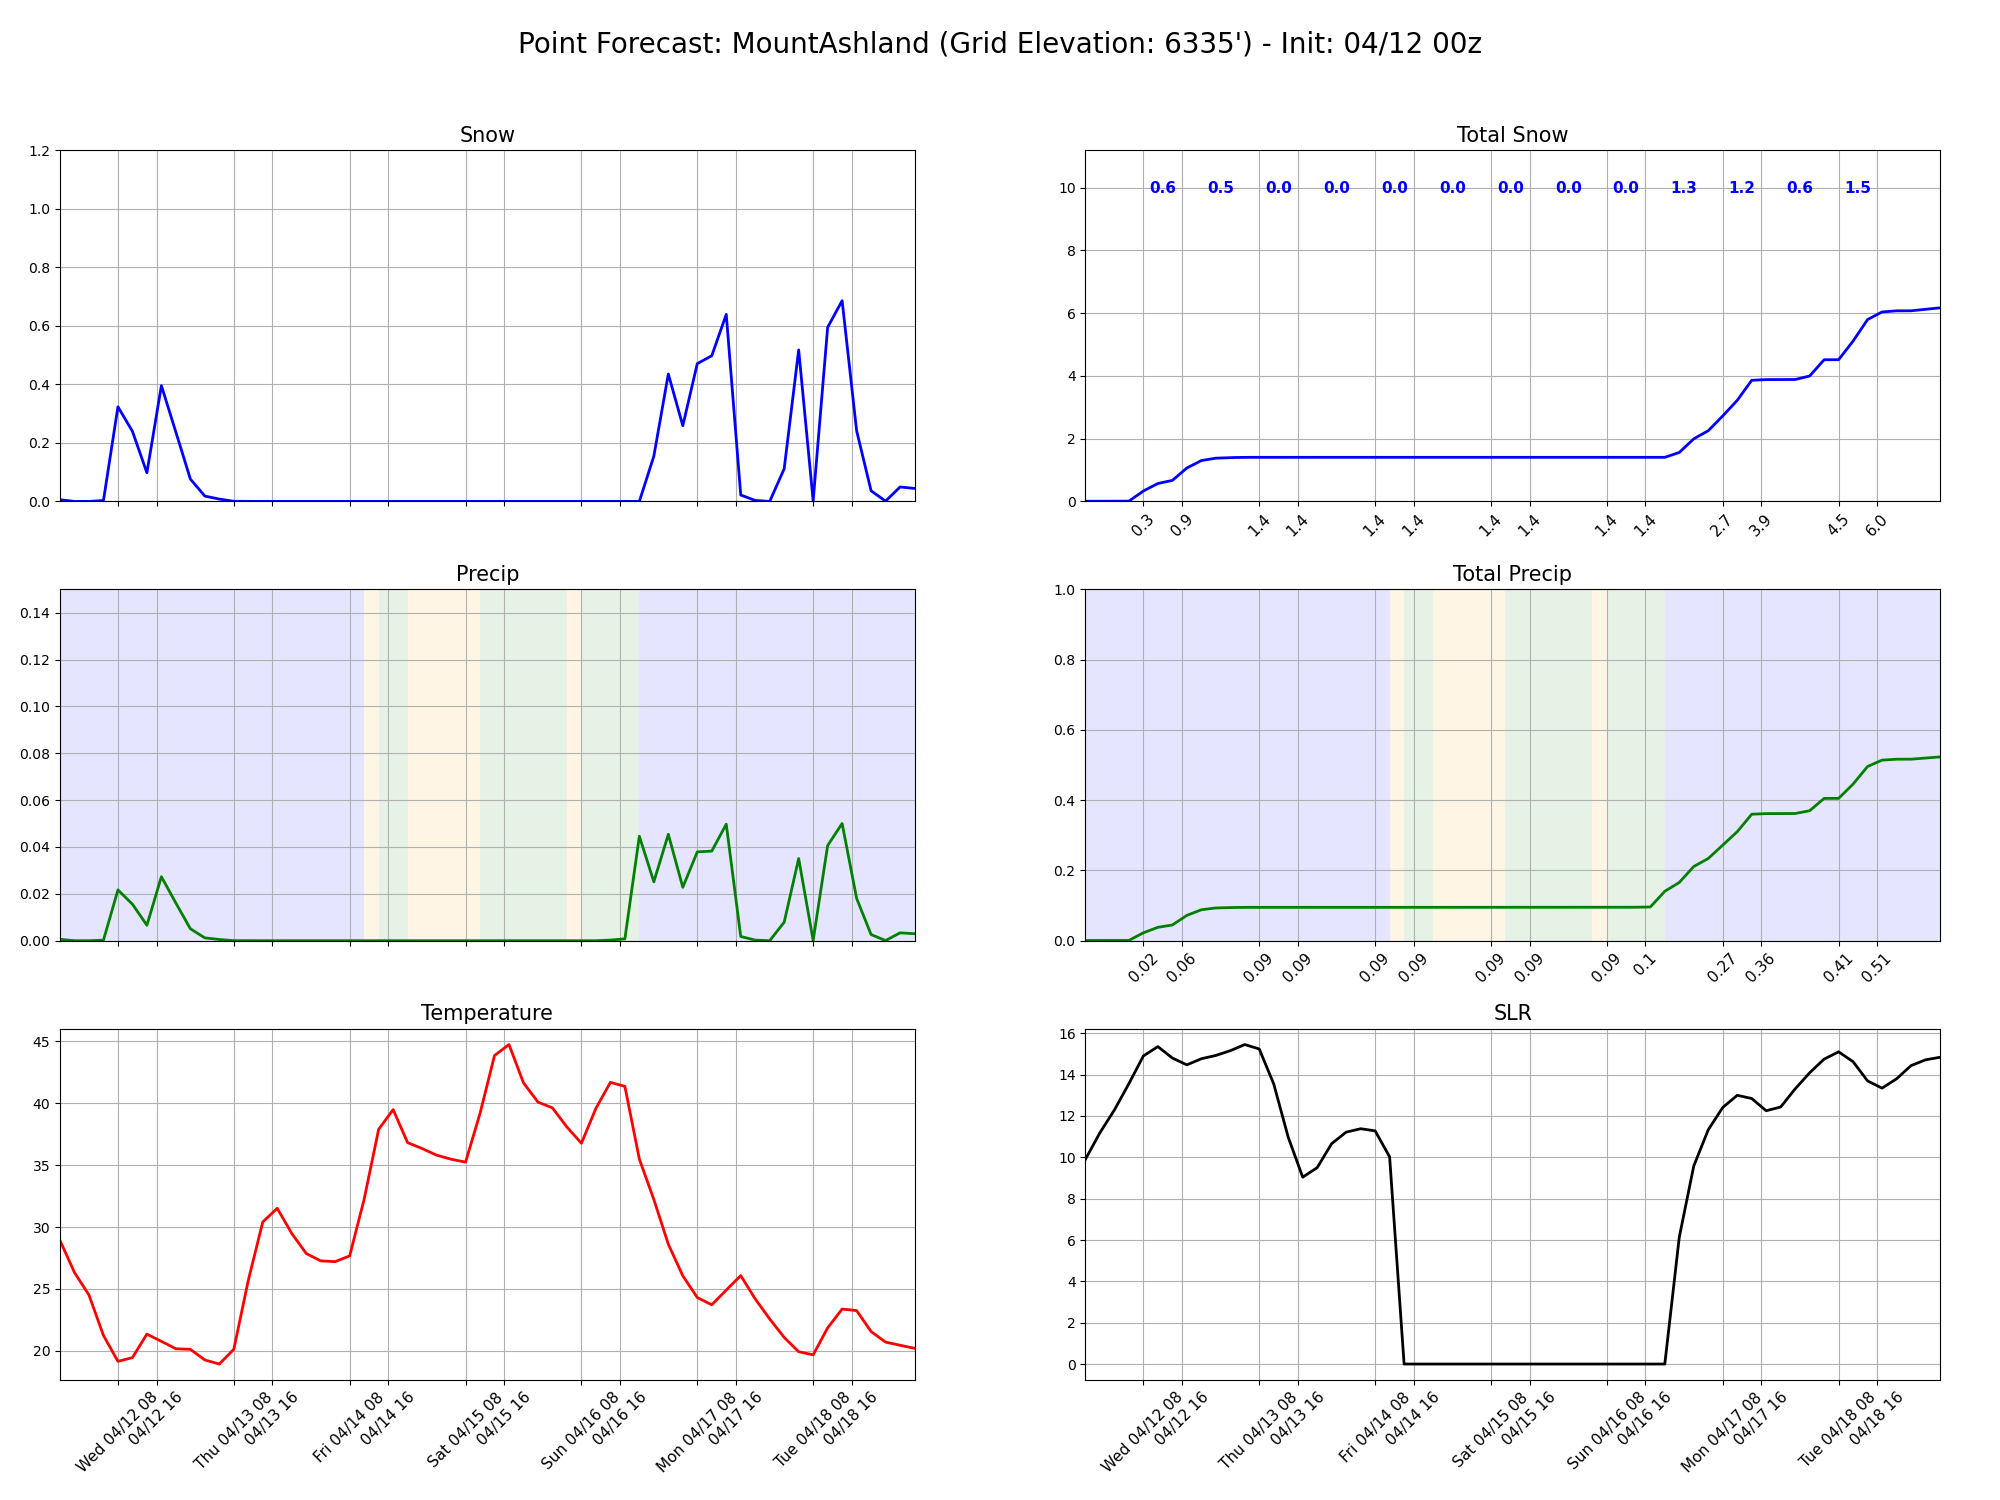 Point Forecast: MountAshland (Grid Elevation: 6335') - Init: 04/12 00z
Snow
1.2
1.0
0.8
0.6
0.4
0.2
0.0
Total Snow
10
8
6
4
2
0
0.6 0.5 0.0 0.0 0.0 0.0 0.0 0.0 0.0 1.3 1.2 0.6 1.5
0.3 0.9 1.4 1.4 1.4 1.4 1.4 1.4 1.4 1.4 2.7 3.9 4.5 6.0
Precip
0.14
0.12
0.10
0.08
0.06
0.04
0.02
0.00
Total Precip
1.0
0.8
0.6
0.4
0.2
0.0
0.02 0.06 0.09 0.09 0.09 0.09 0.09 0.09 0.09 0.1 0.27 0.36 0.41 0.51
Temperature
45
40
35
30
25
20
Wed 04/12 08
04/12 16
Thu 04/13 08
04/13 16
Fri 04/14 08
04/14 16
Sat 04/15 08
04/15 16
Sun 04/16 08
04/16 16
Mon 04/17 08
04/17 16
Tue 04/18 08
04/18 16
SLR
16
14
12
10
8
6
4
2
0
Wed 04/12 08
04/12 16
Thu 04/13 08
04/13 16
Fri 04/14 08
04/14 16
Sat 04/15 08
04/15 16
Sun 04/16 08
04/16 16
Mon 04/17 08
04/17 16
Tue 04/18 08
04/18 16